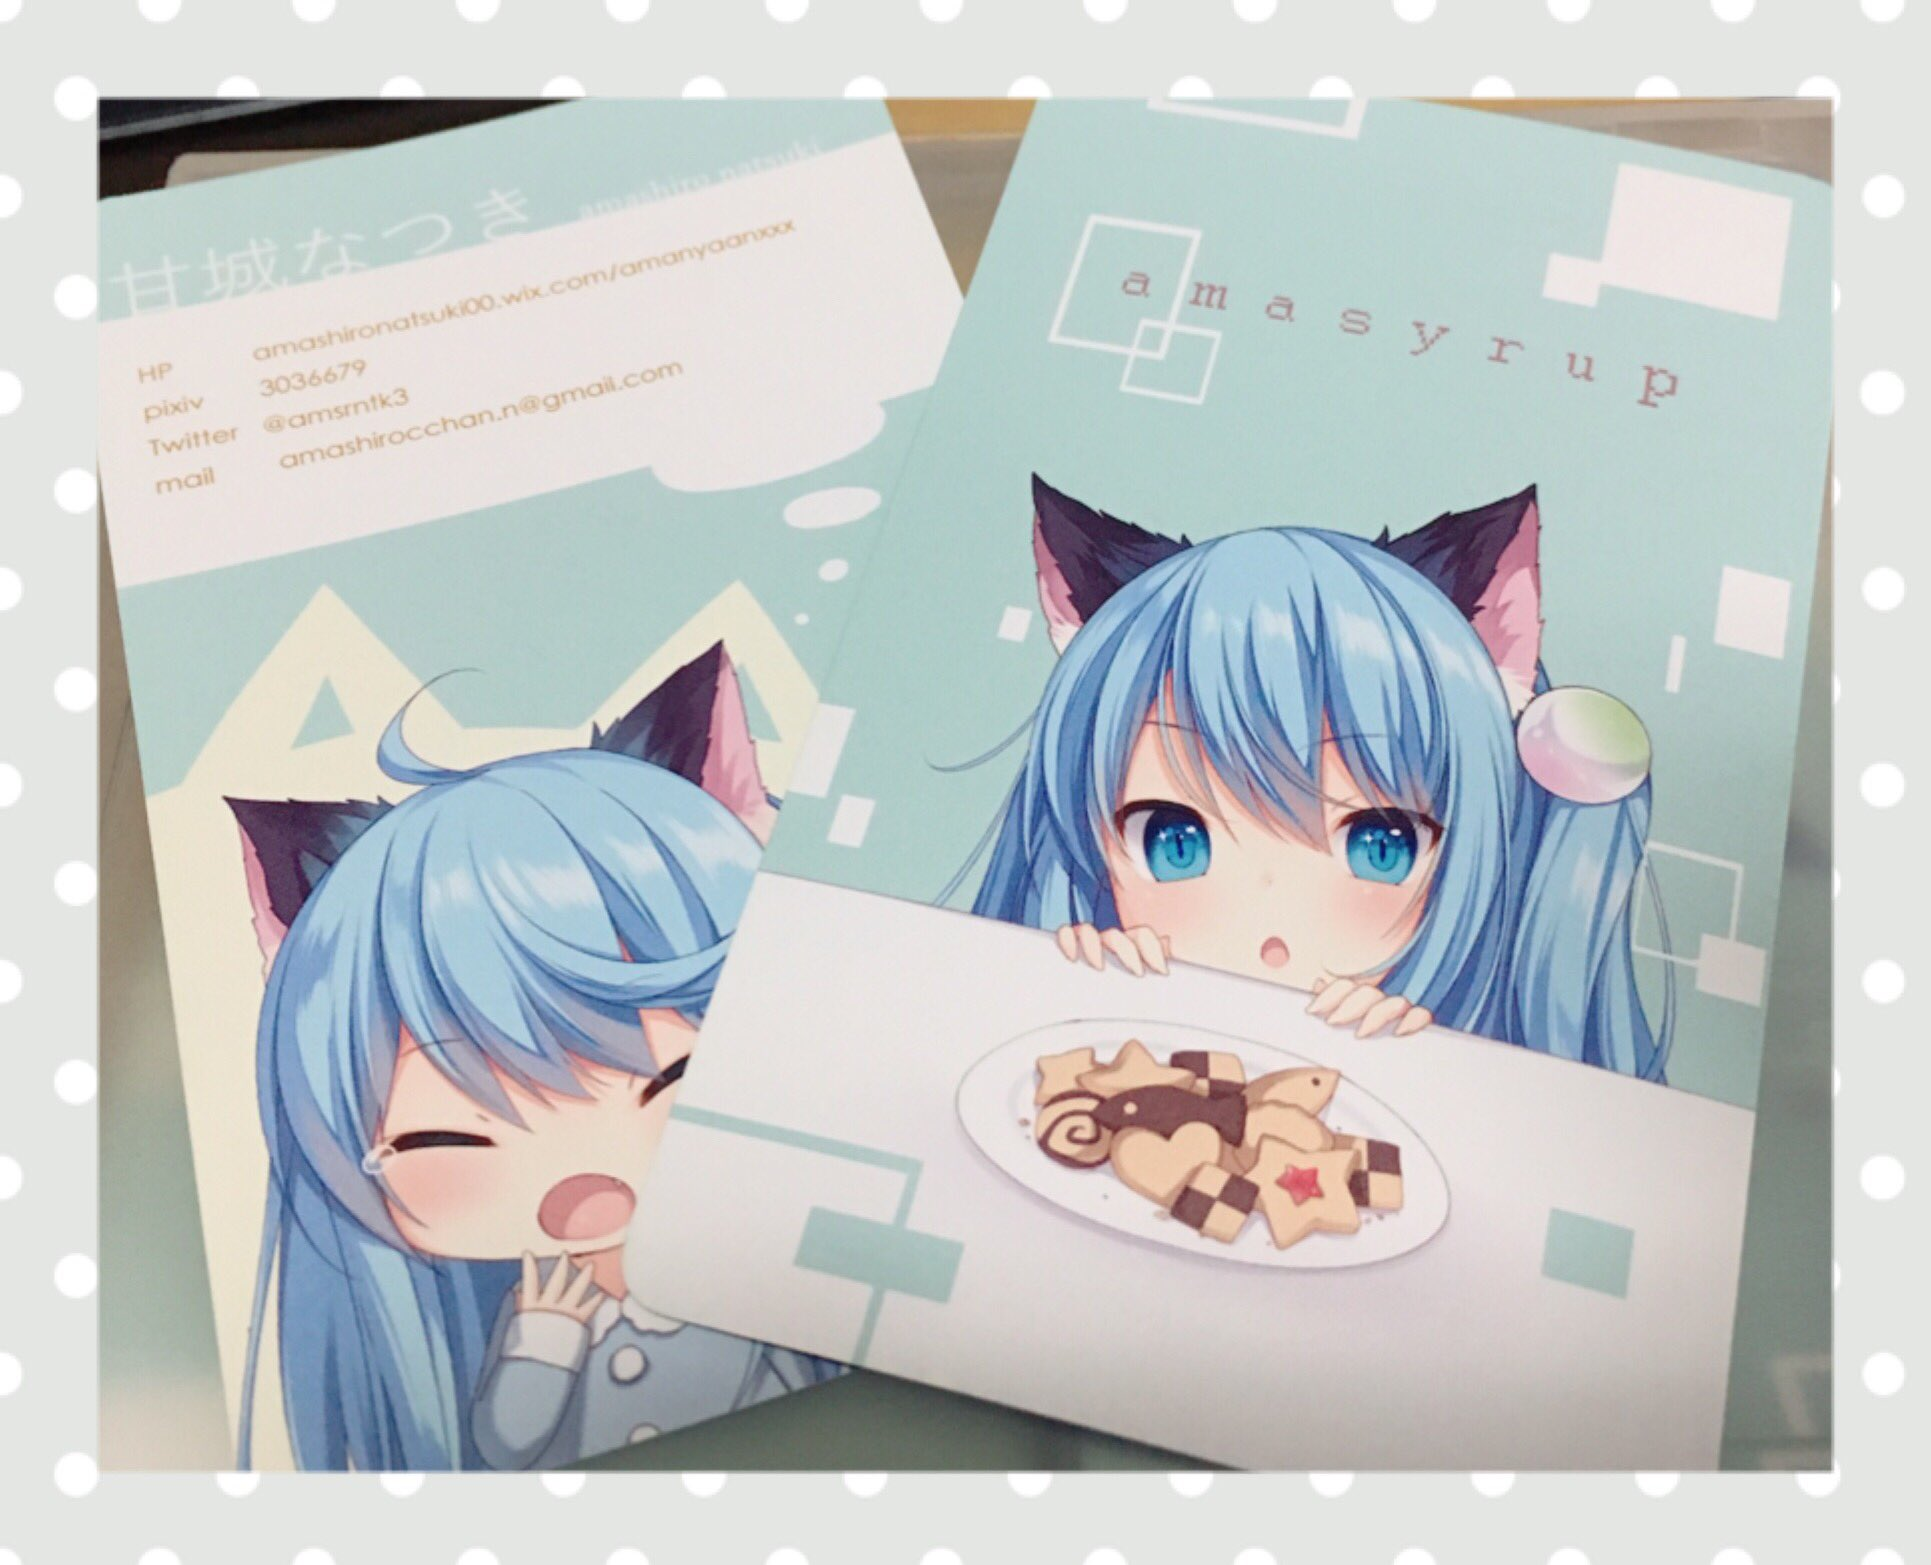 甘城なつき amashiro natsuki
HP amashironatsuki00.wix.com/amanyaanxxx
pixiv 3036679
Twitter @amsrntk3
mail amashirocchan.n@gmail.com
amasyrup